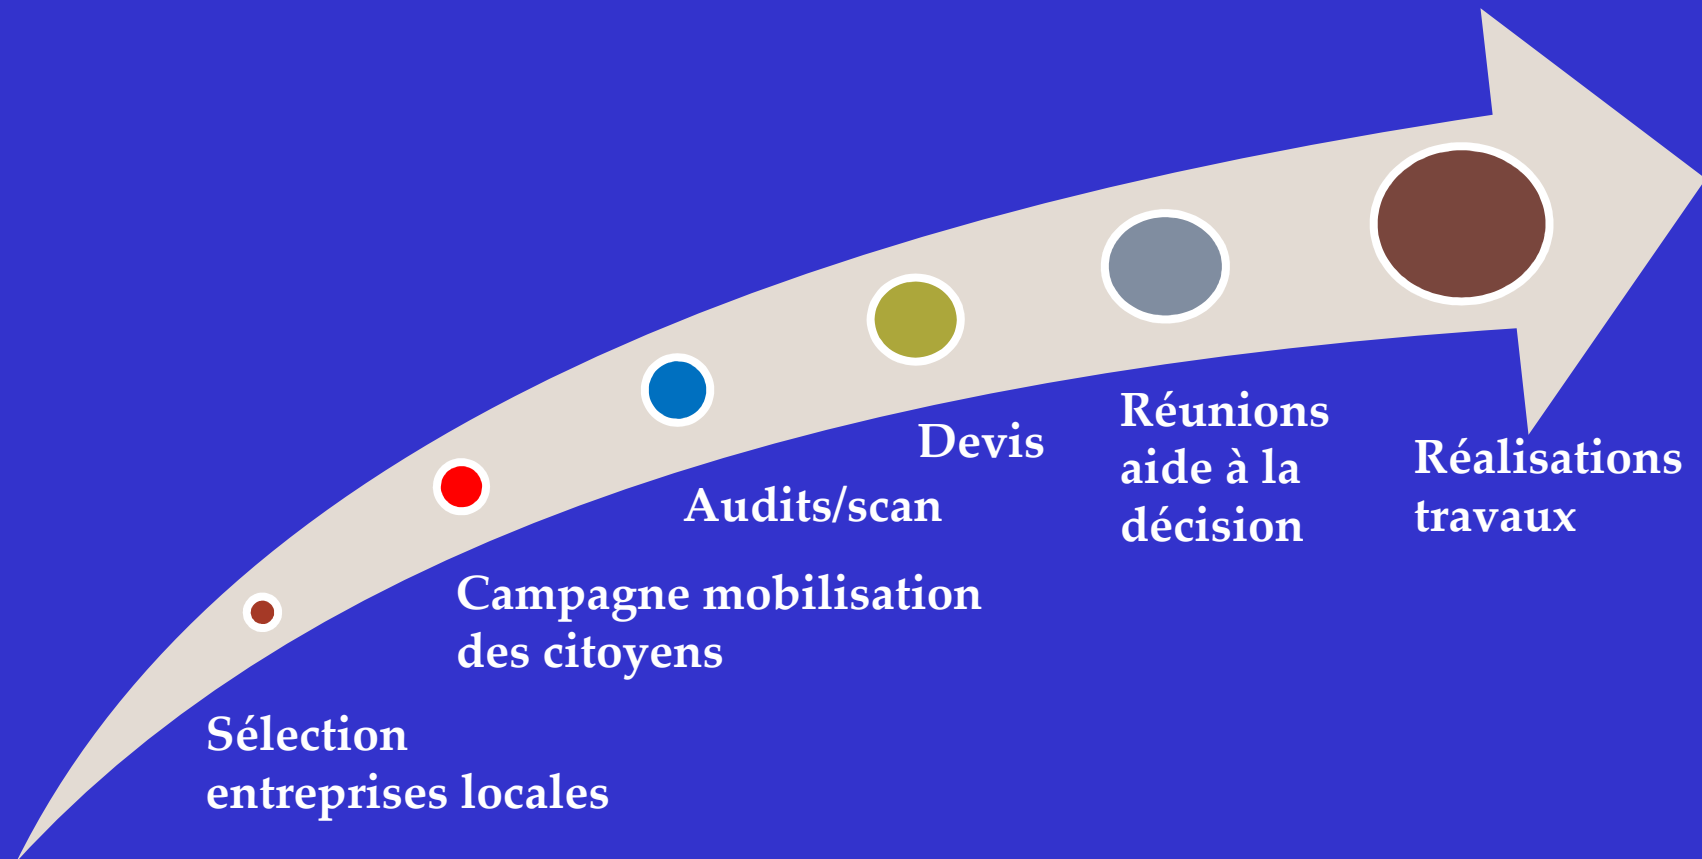 Sélection
entreprises locales
Campagne mobilisation
des citoyens
Audits/scan
Devis
Réunions
aide à la
décision
Réalisations
travaux